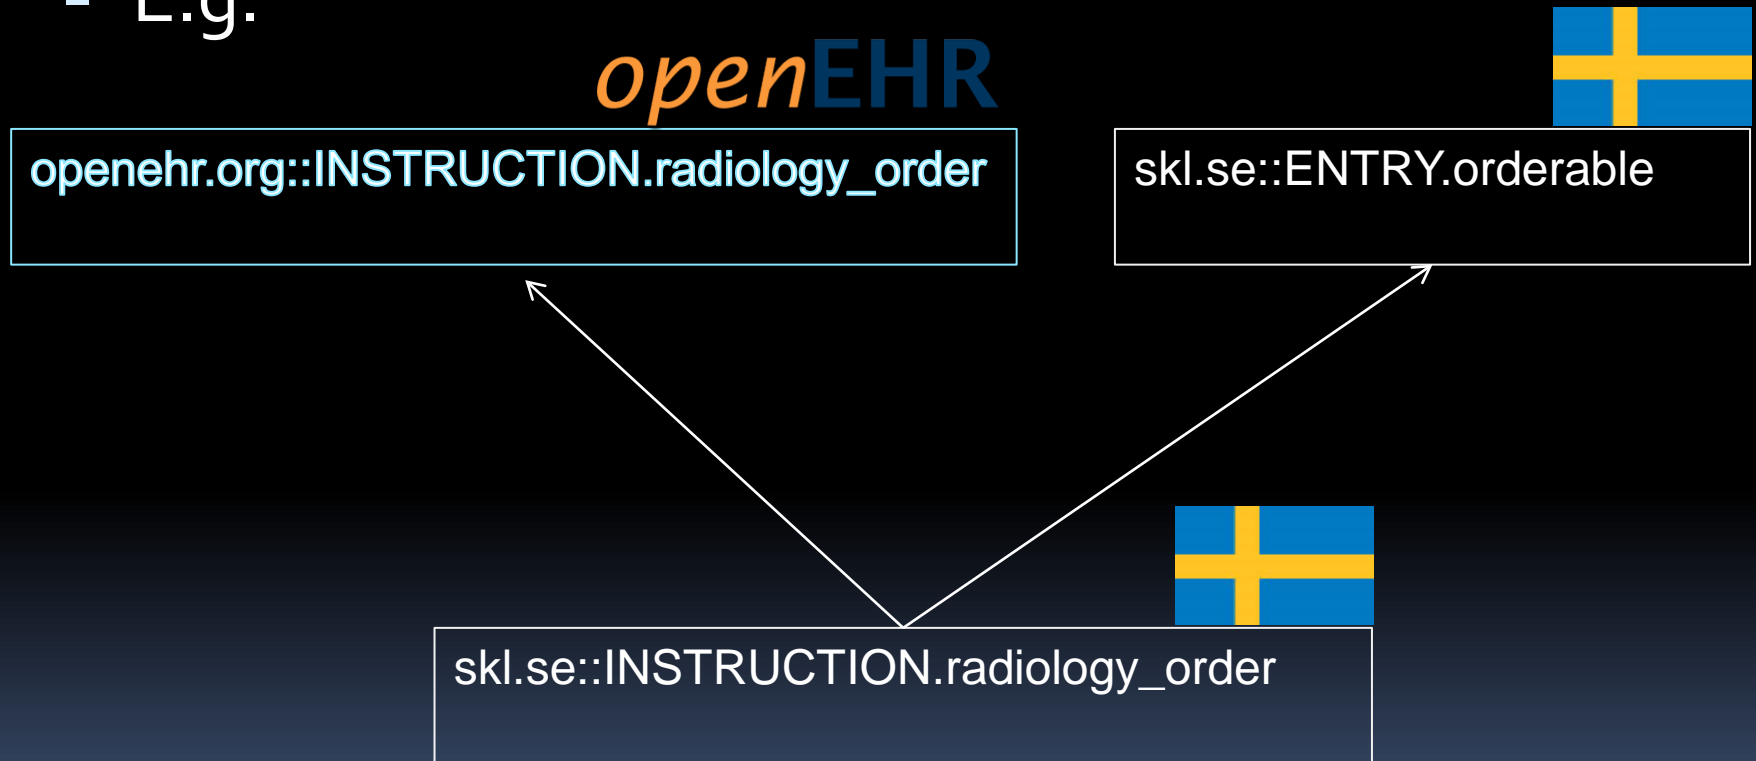 - E.g.
openEHR
openehr.org::INSTRUCTION.radiology_order
skl.se::ENTRY.orderable
skl.se::INSTRUCTION.radiology_order